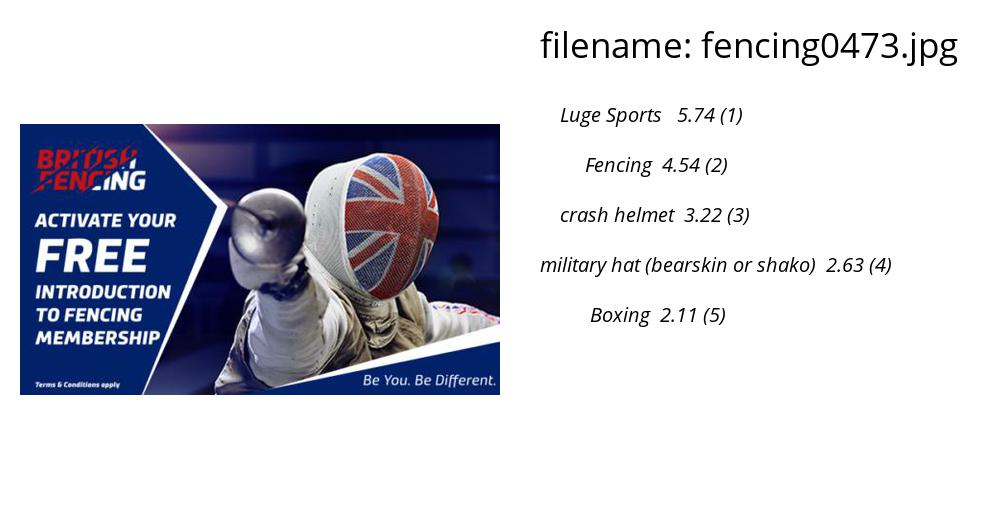 BRITISH
FENCING
ACTIVATE YOUR
FREE
INTRODUCTION
TO FENCING
MEMBERSHIP
Terms & Conditions apply
Be You. Be Different.
filename: fencing0473.jpg
Luge Sports 5.74 (1)
Fencing 4.54 (2)
crash helmet 3.22 (3)
military hat (bearskin or shako) 2.63 (4)
Boxing 2.11 (5)